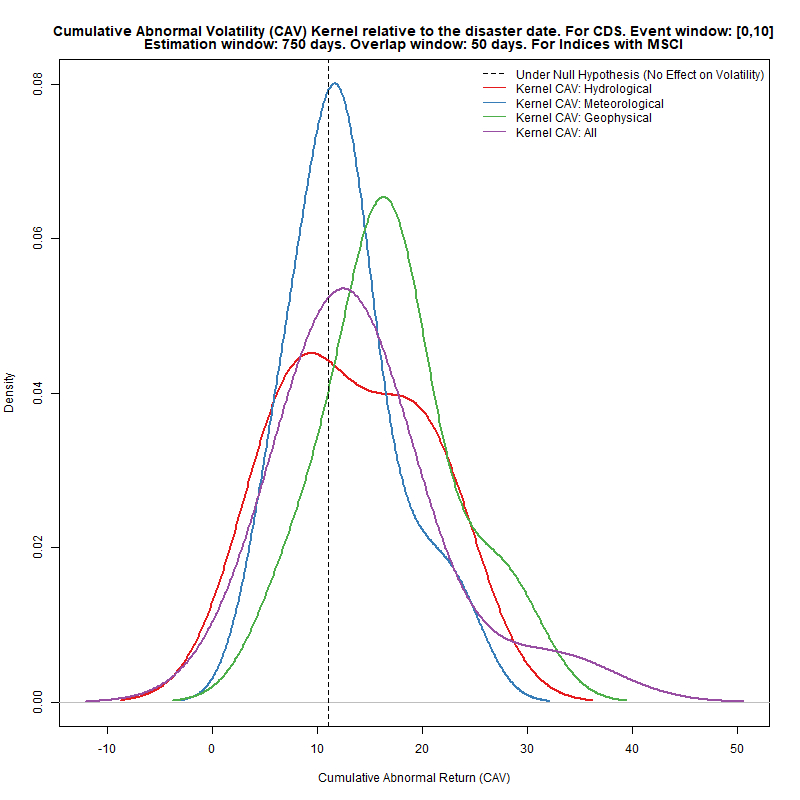 Cumulative Abnormal Volatility (CAV) Kernel relative to the disaster date. For CDS. Event window: [0,10]
Estimation window: 750 days. Overlap window: 50 days. For Indices with MSCI
Under Null Hypothesis (No Effect on Volatility)
Kernel CAV: Hydrological
Kernel CAV: Meteorological
Kernel CAV: Geophysical
Kernel CAV: All
Density
0.08
0.06
0.04
0.02
0.00
-10 0 10 20 30 40 50
Cumulative Abnormal Return (CAV)